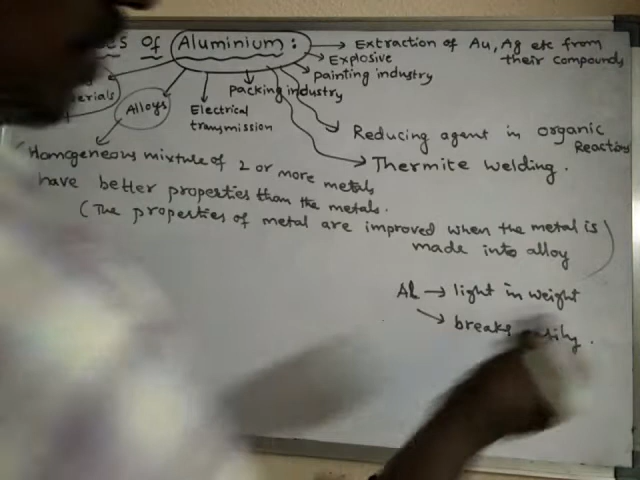 of Aluminium:
Extraction of Au, Ag etc from
their compounds
Explosive
Painting industry
Packing industry
Alloys
Electrical
transmission
Reducing agent in organic
Reactions
Thermite welding.
Homogeneous mixture of 2 or more metals
have better properties than the metals.
(The properties of metal are improved when the metal is
made into alloy)
Al → light in weight
→ breaks easily.